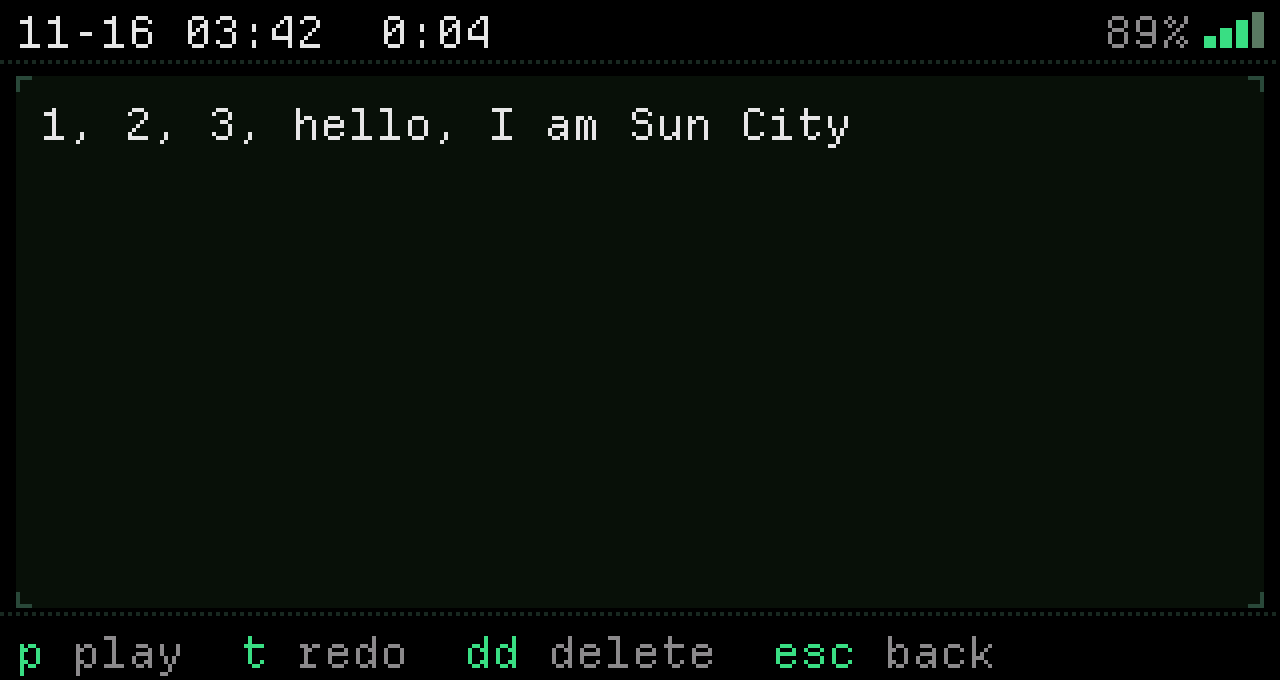 11-16 03:42  0:04 89%
1, 2, 3, hello, I am Sun City
p play  t redo  dd delete  esc back